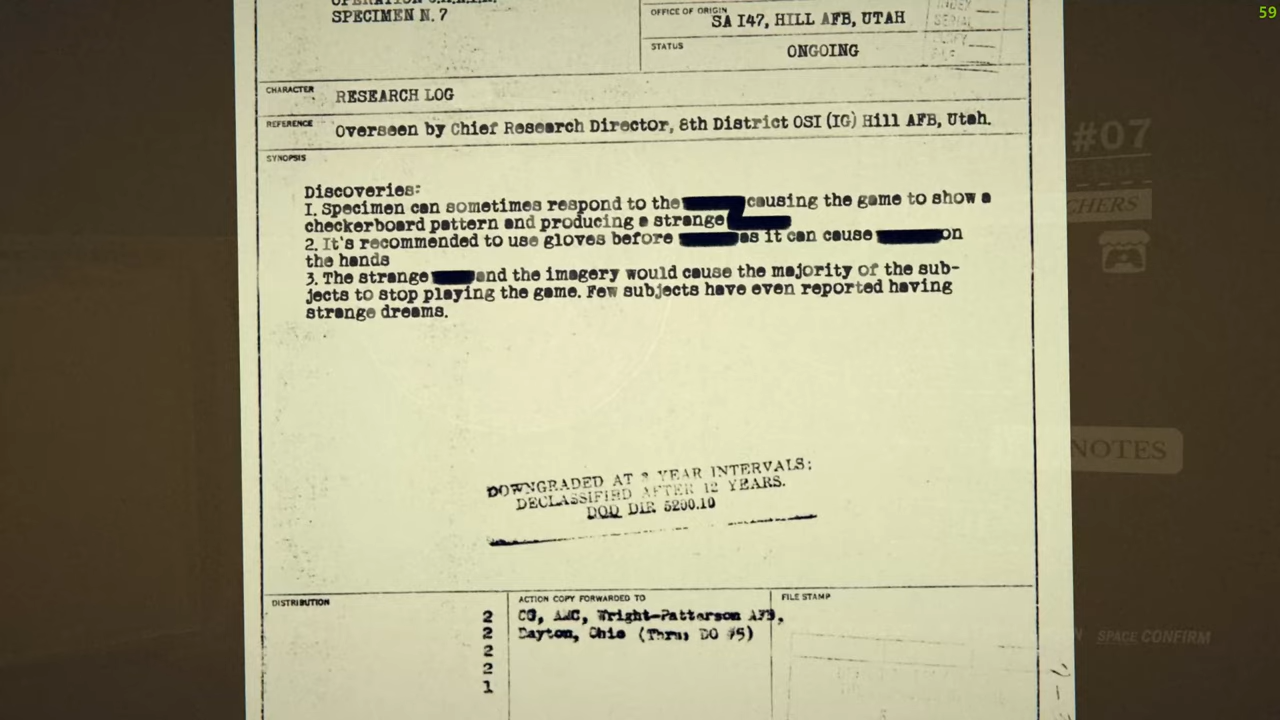 59
SPECIMEN N. 7
OFFICE OF ORIGIN
SA I47, HILL AFB, UTAH
STATUS
ONGOING
CHARACTER
RESEARCH LOG
REFERENCE
Overseen by Chief Research Director, 8th District OSI (IG) Hill AFB, Utah.
SYNOPSIS
Discoveries:
I. Specimen can sometimes respond to the causing the game to show a
checkerboard pattern and producing a strange
2. It's recommended to use gloves before as it can cause on
the hands
3. The strange and the imagery would cause the majority of the sub-
jects to stop playing the game. Few subjects have even reported having
strange dreams.
DOWNGRADED AT 3 YEAR INTERVALS;
DECLASSIFIED AFTER 12 YEARS.
DOD DIR 5200.10
DISTRIBUTION
2
2
2
2
1
ACTION COPY FORWARDED TO
CG, AMC, Wright-Patterson AFB,
Dayton, Ohio (Thru; DO #5)
FILE STAMP
#07
CHERS
NOTES
SPACE CONFIRM